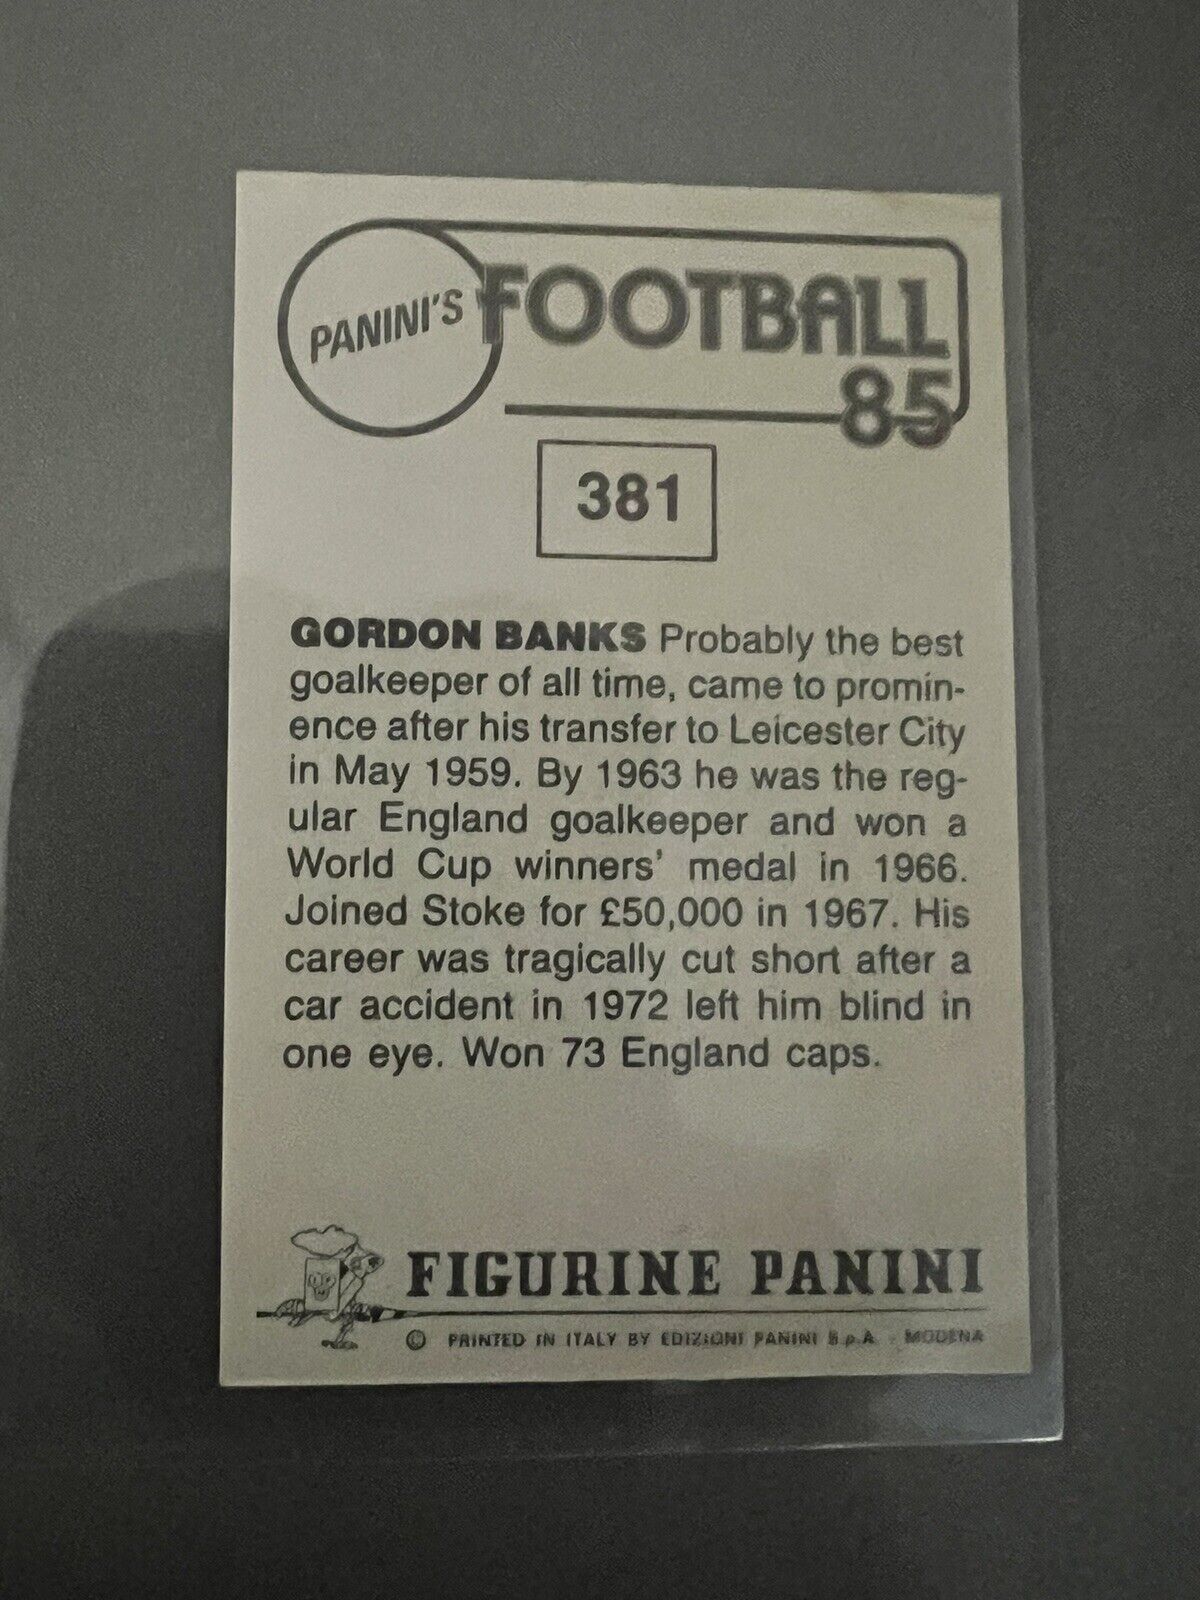 PANINI'S FOOTBALL
85
381
GORDON BANKS Probably the best
goalkeeper of all time, came to promin-
ence after his transfer to Leicester City
in May 1959. By 1963 he was the reg-
ular England goalkeeper and won a
World Cup winners' medal in 1966.
Joined Stoke for £50,000 in 1967. His
career was tragically cut short after a
car accident in 1972 left him blind in
one eye. Won 73 England caps.
FIGURINE PANINI
© PRINTED IN ITALY BY EDIZIONI PANINI S.p.A. - MODENA